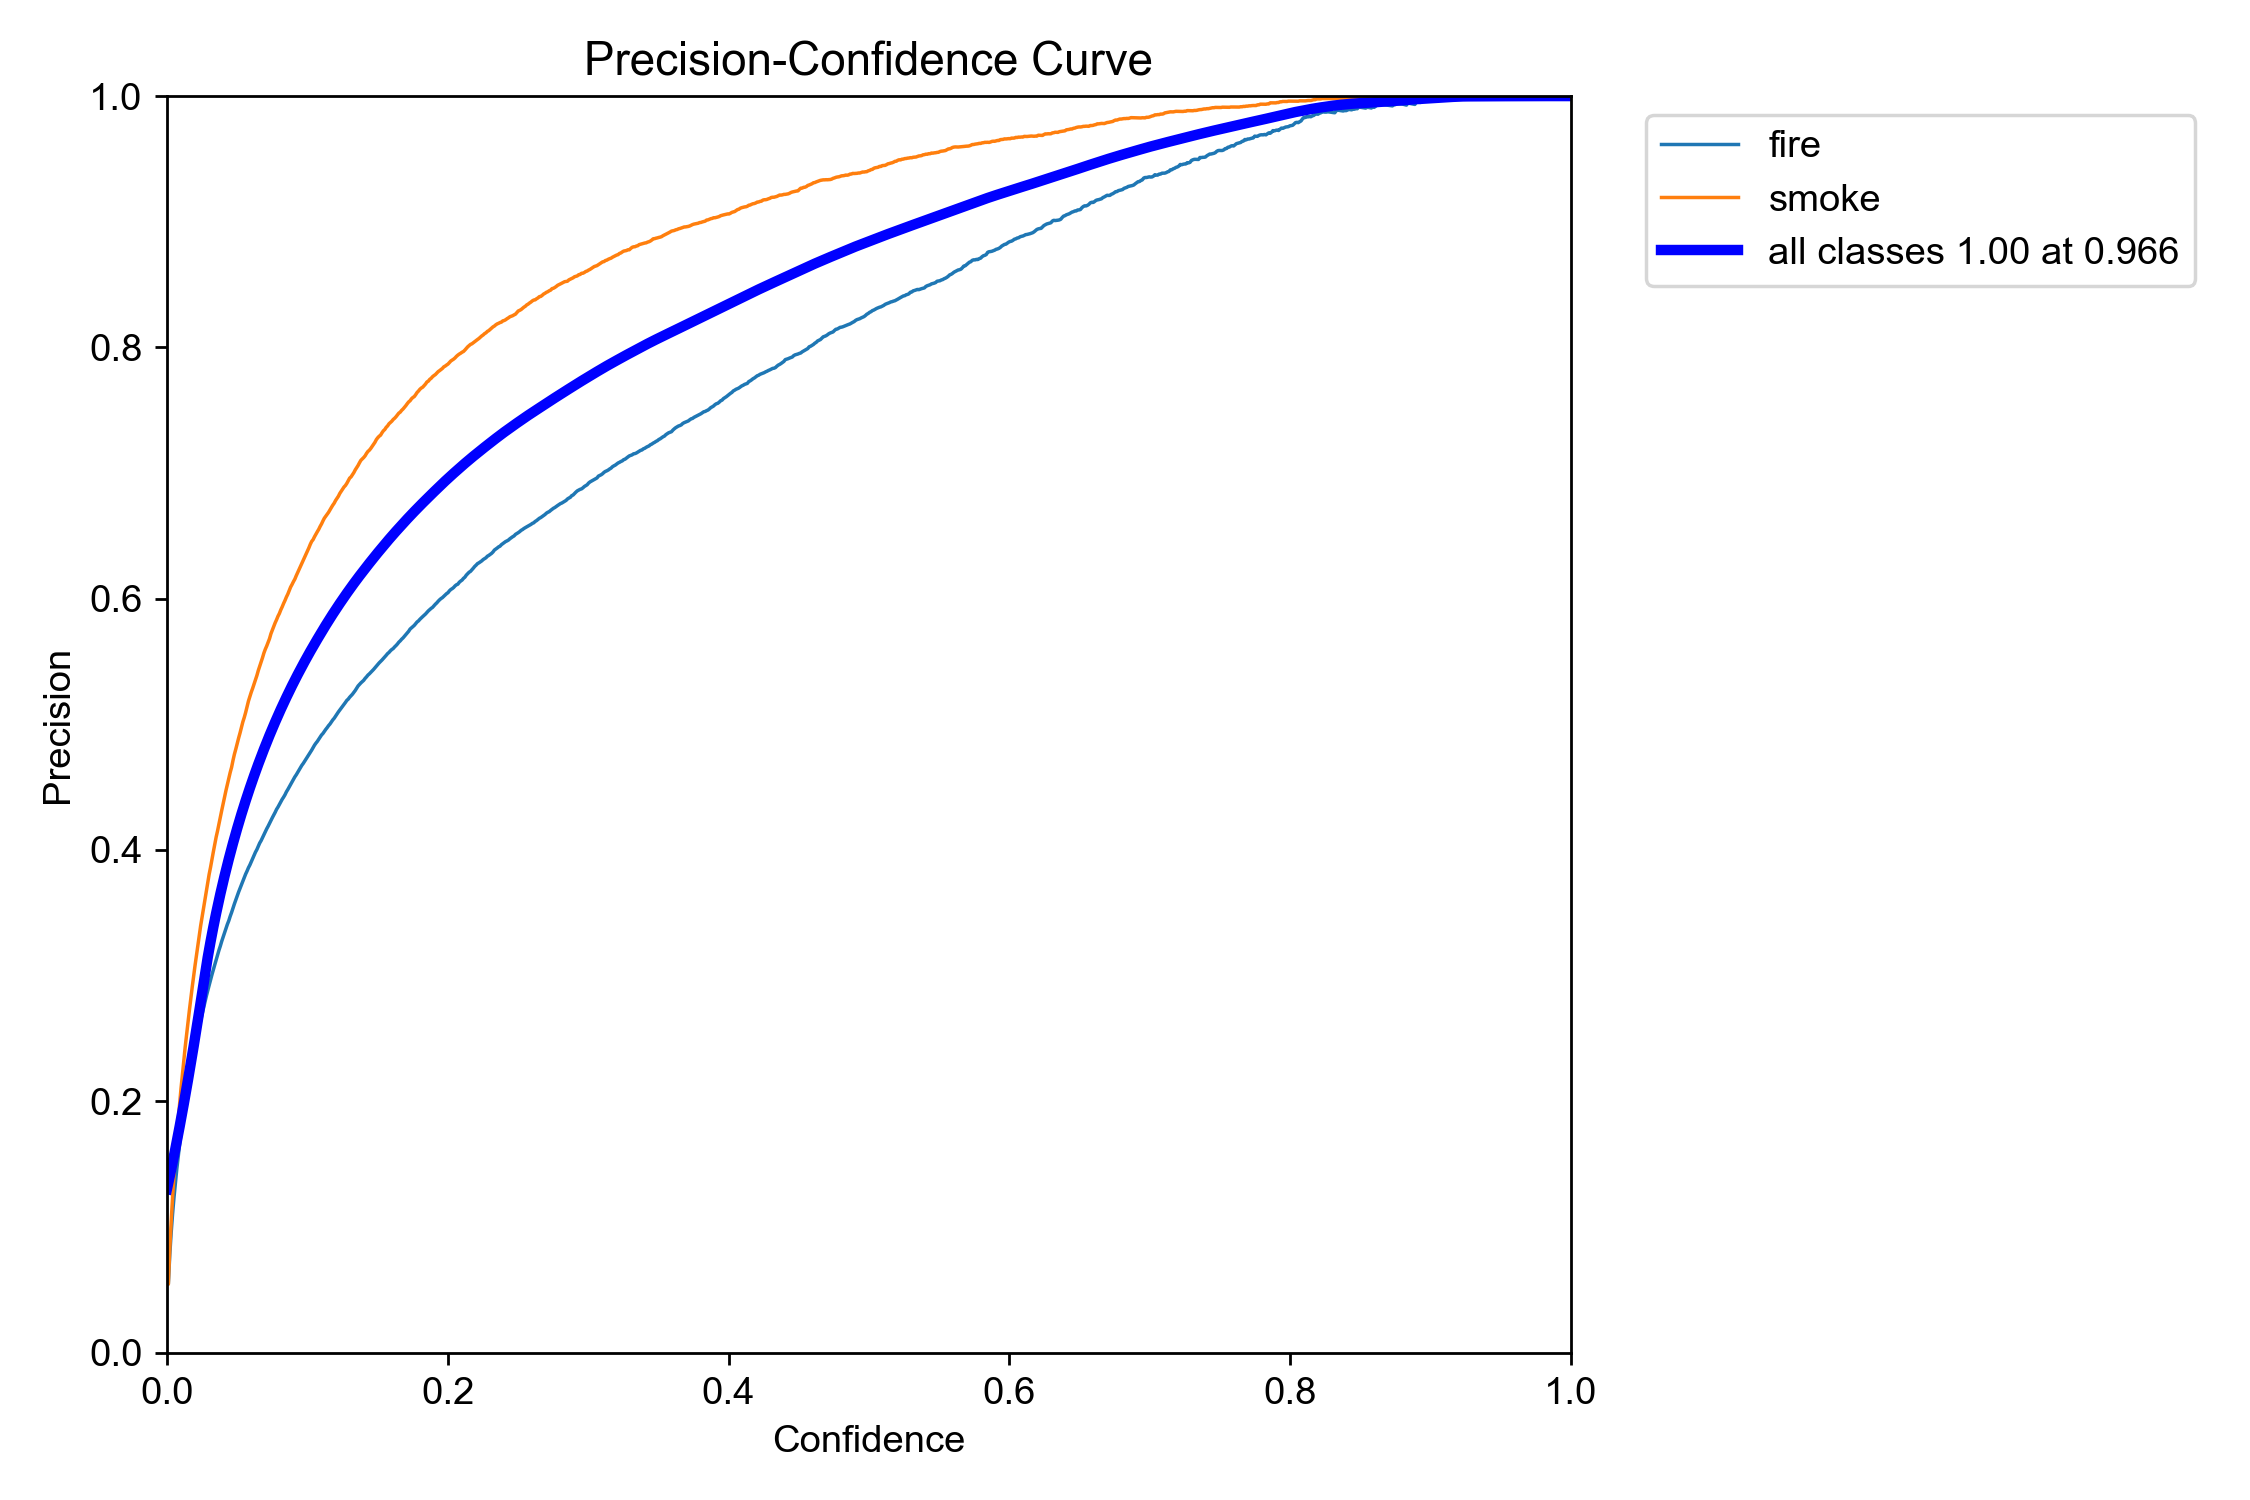 Precision-Confidence Curve
1.0
0.8
0.6
0.4
0.2
0.0
Precision
0.0 0.2 0.4 0.6 0.8 1.0
Confidence
fire
smoke
all classes 1.00 at 0.966